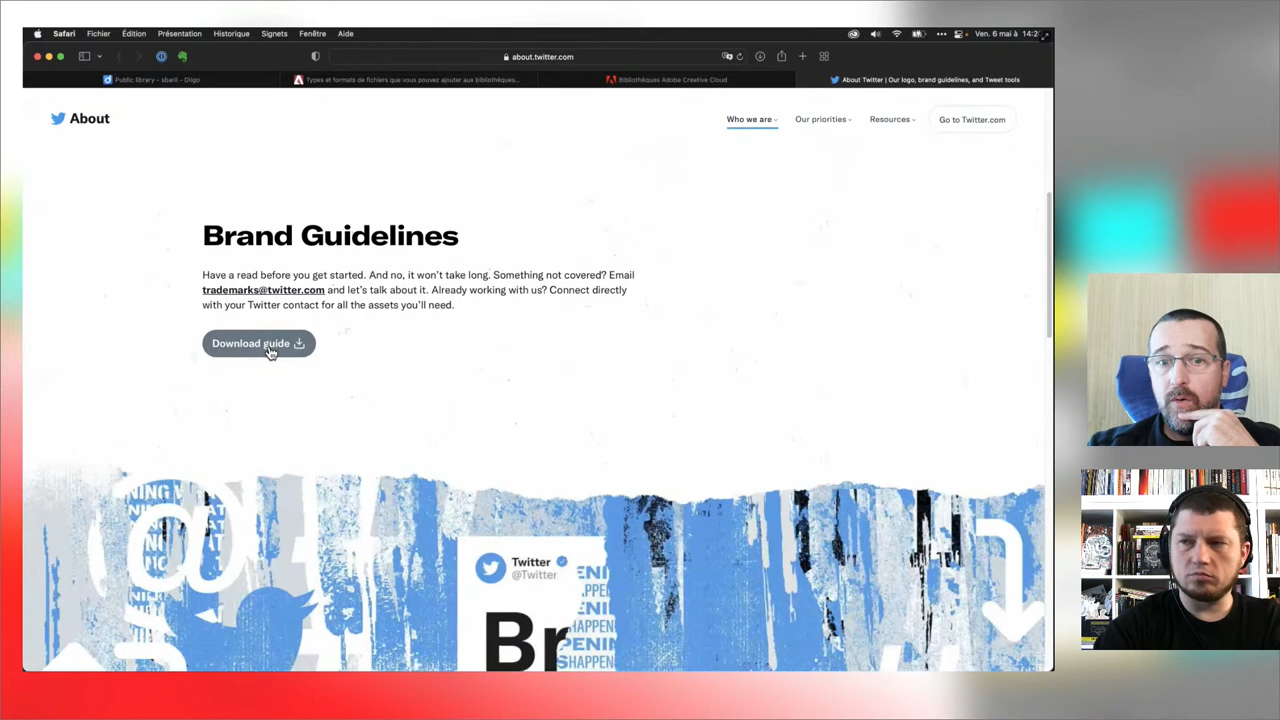 Safari Fichier Édition Présentation Historique Signets Fenêtre Aide Ven. 6 mai à 14:2
about.twitter.com
Public library - sbaril - Diigo
Types et formats de fichiers que vous pouvez ajouter aux bibliothèques...
Bibliothèques Adobe Creative Cloud
About Twitter | Our logo, brand guidelines, and Tweet tools
About
Who we are
Our priorities
Resources
Go to Twitter.com
Brand Guidelines
Have a read before you get started. And no, it won't take long. Something not covered? Email
trademarks@twitter.com and let's talk about it. Already working with us? Connect directly
with your Twitter contact for all the assets you'll need.
Download guide
Twitter
@Twitter
Br